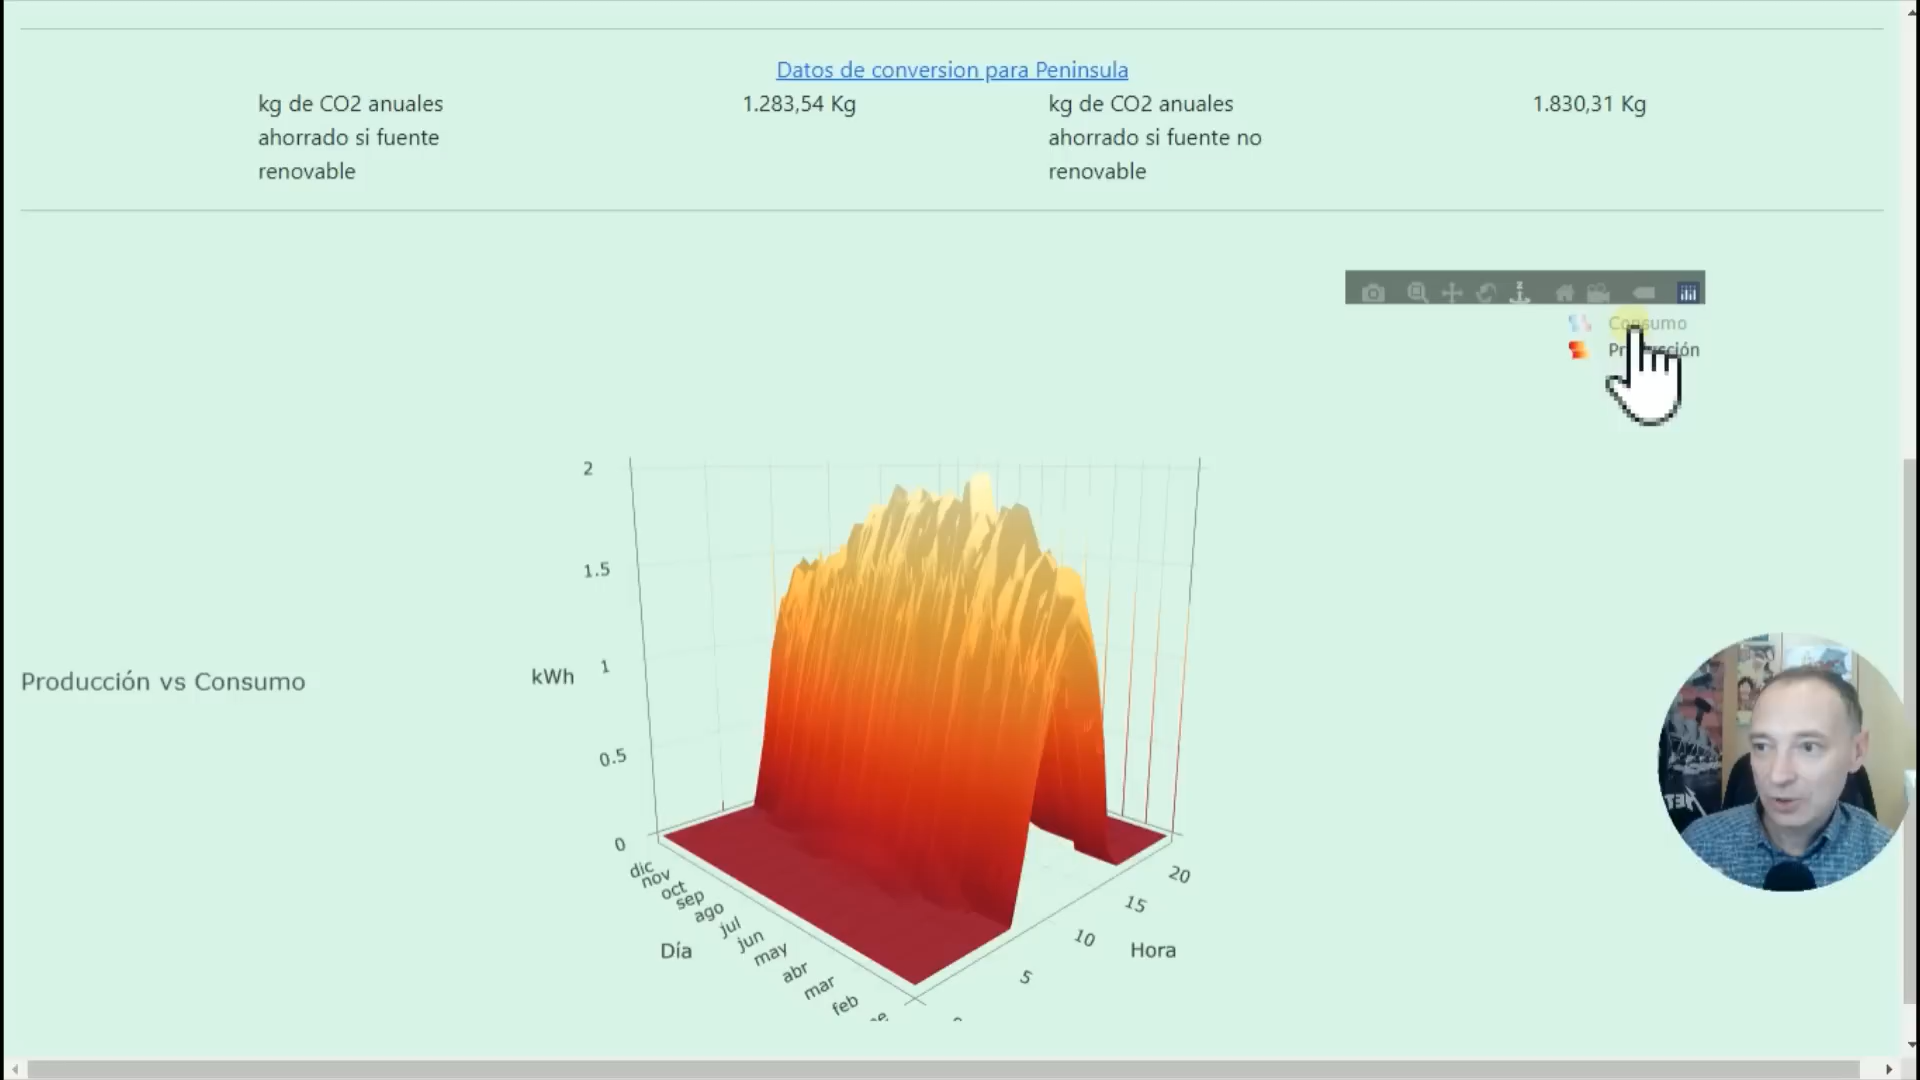 Datos de conversion para Peninsula
kg de CO2 anuales
ahorrado si fuente
renovable
1.283,54 Kg
kg de CO2 anuales
ahorrado si fuente no
renovable
1.830,31 Kg
Consumo
Producción
2
1.5
1
0.5
0
kWh
Producción vs Consumo
dic
nov
oct
sep
ago
jul
jun
may
abr
mar
feb
Día
5
10
15
20
Hora